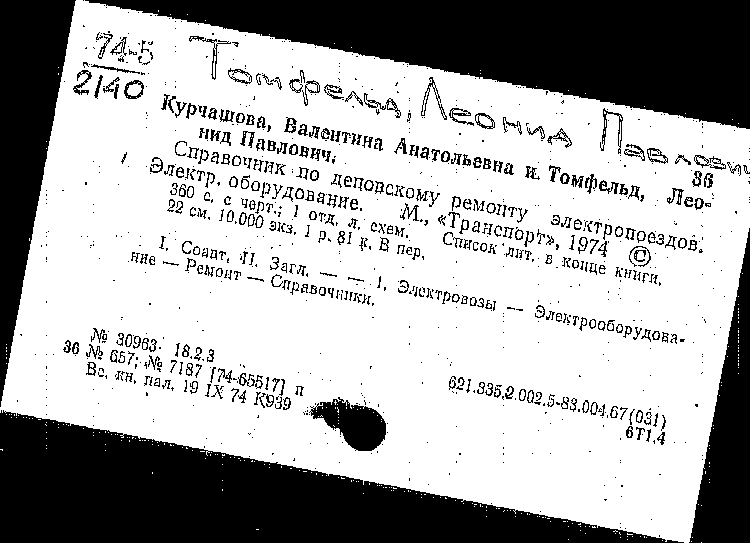 74-5
2140
Томфельд, Леонид Павлович
36
Курчашова, Валентина Анатольевна и Томфельд, Лео-
нид Павлович.
Справочник по деповскому ремонту электропоездов.
Электр. оборудование. М., «Транспорт», 1974 ©
360 с. с черт.; 1 отд. л. схем. Список лит. в конце книги.
22 см. 10.000 экз. 1 р. 81 к. В пер.
I. Соавт. II. Загл. — — 1. Электровозы — Электрооборудова-
ние — Ремонт — Справочники.
№ 30963. 18.2.3
36 № 657; № 7187 [74-65517] п
Вс. кн. пал. 19 IX 74 К939
621.335.2.002.5-83.004.67(031)
6Т1.4